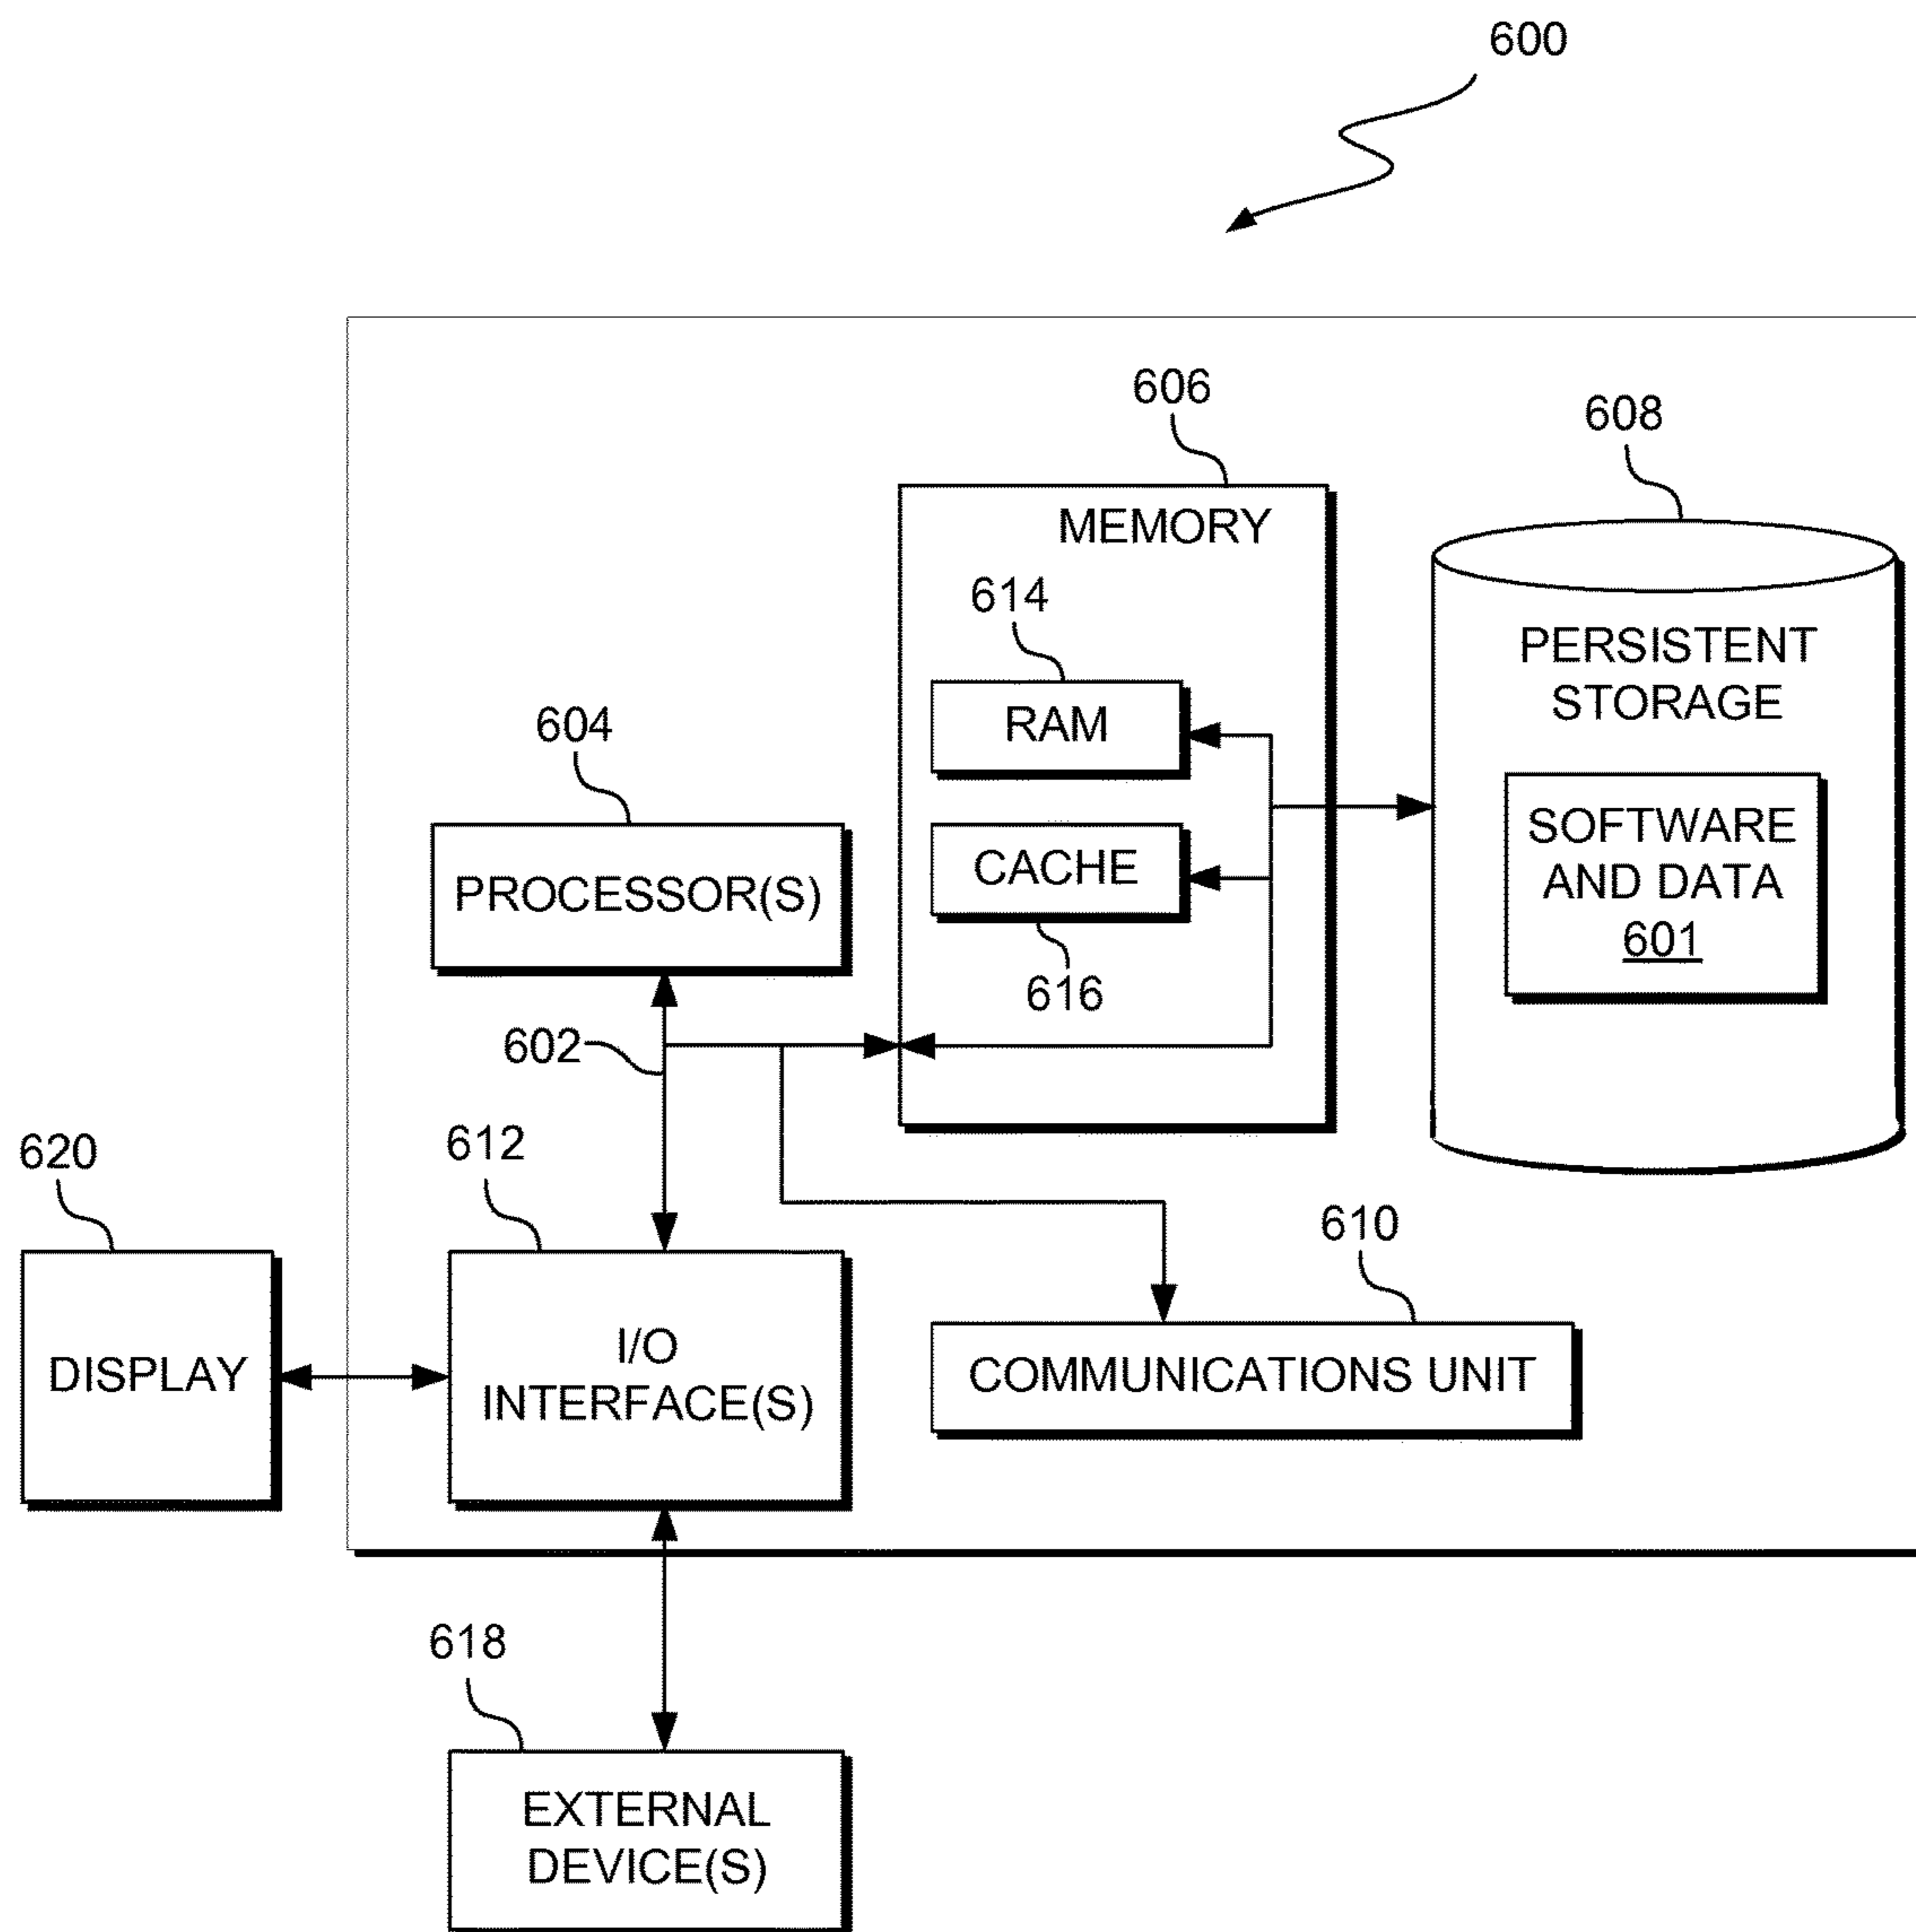 600
606
608
MEMORY
614
RAM
PERSISTENT
STORAGE
604
PROCESSOR(S)
CACHE
616
SOFTWARE
AND DATA
601
602
620
612
610
DISPLAY
I/O
INTERFACE(S)
COMMUNICATIONS UNIT
618
EXTERNAL
DEVICE(S)